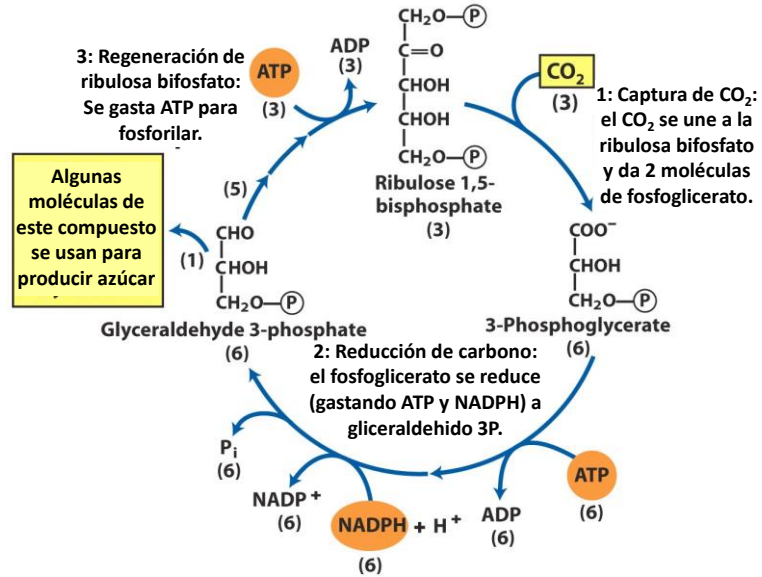 CH₂O—P
C=O
CHOH
CHOH
CH₂O—P
Ribulose 1,5-
bisphosphate
(3)
CO₂
(3)
1: Captura de CO₂:
el CO₂ se une a la
ribulosa bifosfato
y da 2 moléculas
de fosfoglicerato.
COO⁻
CHOH
CH₂O—P
3-Phosphoglycerate
(6)
2: Reducción de carbono:
el fosfoglicerato se reduce
(gastando ATP y NADPH) a
gliceraldehido 3P.
ATP
(6)
ADP
(6)
NADPH + H⁺
(6)
NADP⁺
(6)
Pi
(6)
CHO
CHOH
CH₂O—P
Glyceraldehyde 3-phosphate
(6)
(1)
Algunas
moléculas de
este compuesto
se usan para
producir azúcar
(5)
3: Regeneración de
ribulosa bifosfato:
Se gasta ATP para
fosforilar.
ATP
(3)
ADP
(3)